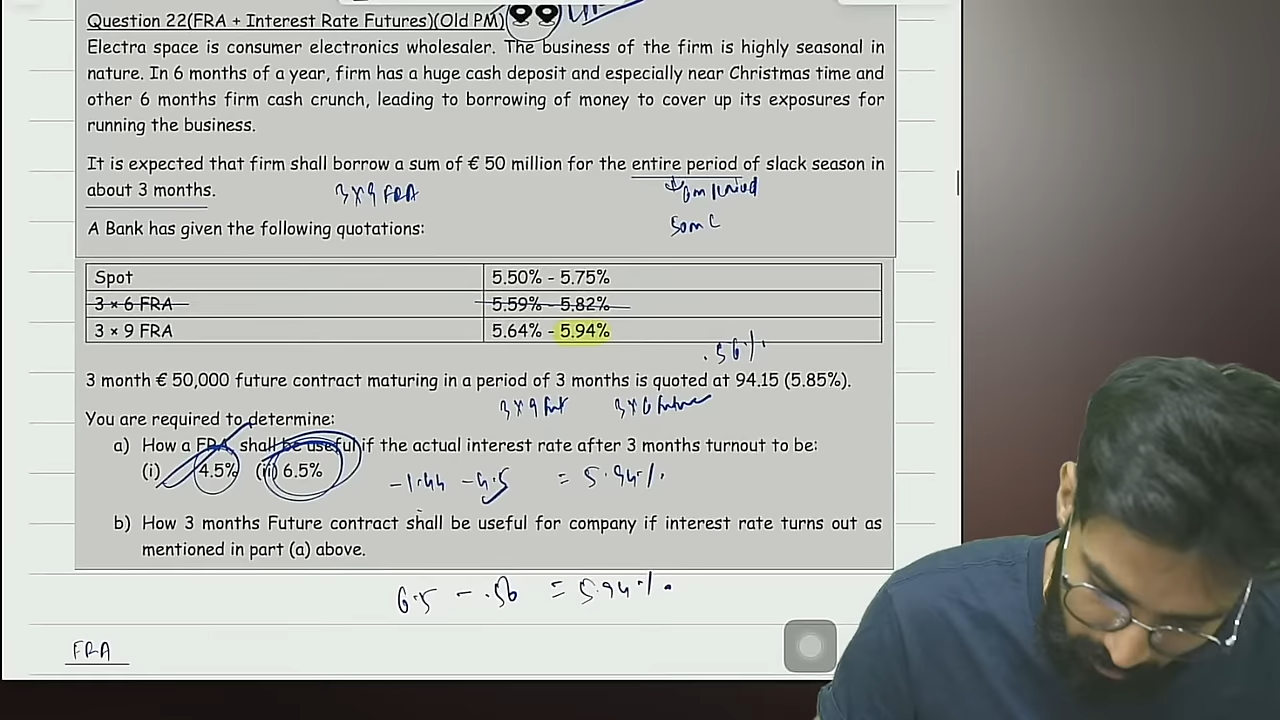 Question 22(FRA + Interest Rate Futures)(Old PM)
Electra space is consumer electronics wholesaler. The business of the firm is highly seasonal in
nature. In 6 months of a year, firm has a huge cash deposit and especially near Christmas time and
other 6 months firm cash crunch, leading to borrowing of money to cover up its exposures for
running the business.
It is expected that firm shall borrow a sum of € 50 million for the entire period of slack season in
about 3 months.
3x9 FRA
6m period
A Bank has given the following quotations:
50m €
Spot 5.50% - 5.75%
3 × 6 FRA 5.59% - 5.82%
3 × 9 FRA 5.64% - 5.94%
.56%
3 month € 50,000 future contract maturing in a period of 3 months is quoted at 94.15 (5.85%).
3x9 fut 3x6 future
You are required to determine:
a) How a FRA, shall be useful if the actual interest rate after 3 months turnout to be:
(i) 4.5% (ii) 6.5%
-1.44 -4.5 = 5.94%
b) How 3 months Future contract shall be useful for company if interest rate turns out as
mentioned in part (a) above.
6.5 - .56 = 5.94%
FRA